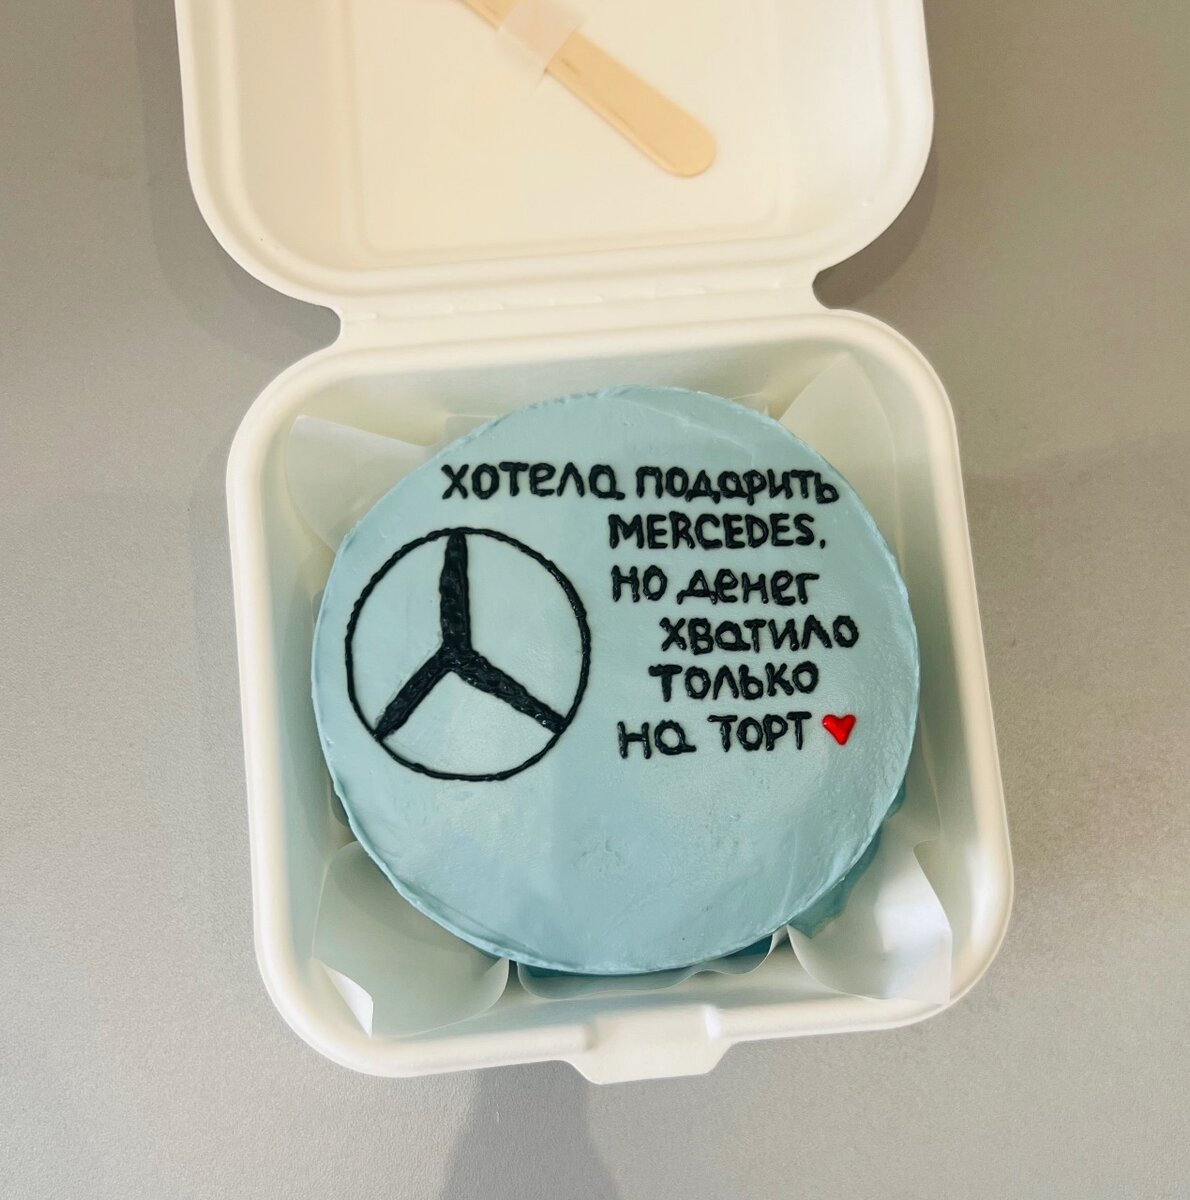 ХОТЕЛА ПОДАРИТЬ
MERCEDES,
НО ДЕНЕГ
ХВАТИЛО
ТОЛЬКО
НА ТОРТ ❤